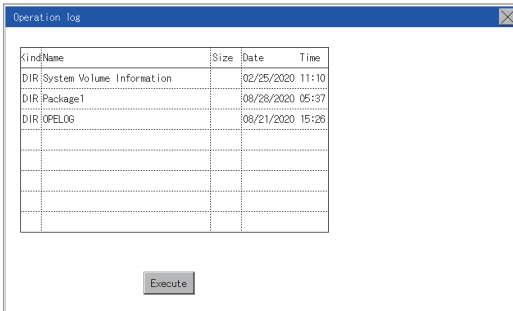 Operation log
Kind Name Size Date Time
DIR System Volume Information 02/25/2020 11:10
DIR Package1 08/28/2020 05:37
DIR OPELOG 08/21/2020 15:26
Execute